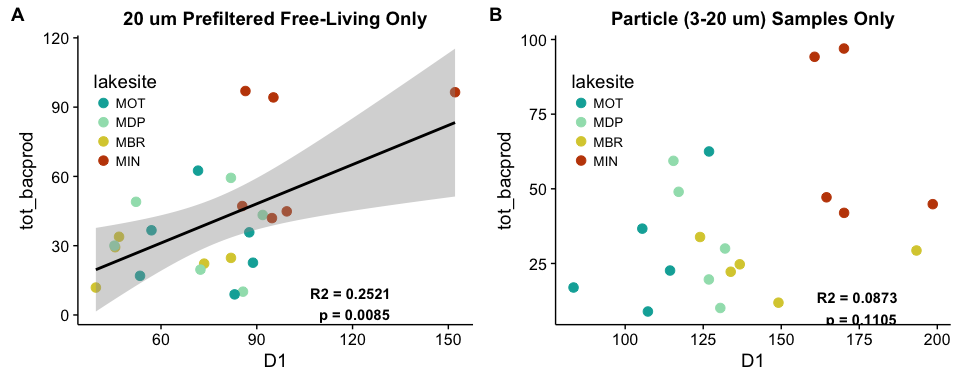 A
20 um Prefiltered Free-Living Only
120
90
60
30
0
tot_bacprod
lakesite
MOT
MDP
MBR
MIN
R2 = 0.2521
p = 0.0085
60
90
120
150
D1
B
Particle (3-20 um) Samples Only
100
75
50
25
tot_bacprod
lakesite
MOT
MDP
MBR
MIN
R2 = 0.0873
p = 0.1105
100
125
150
175
200
D1